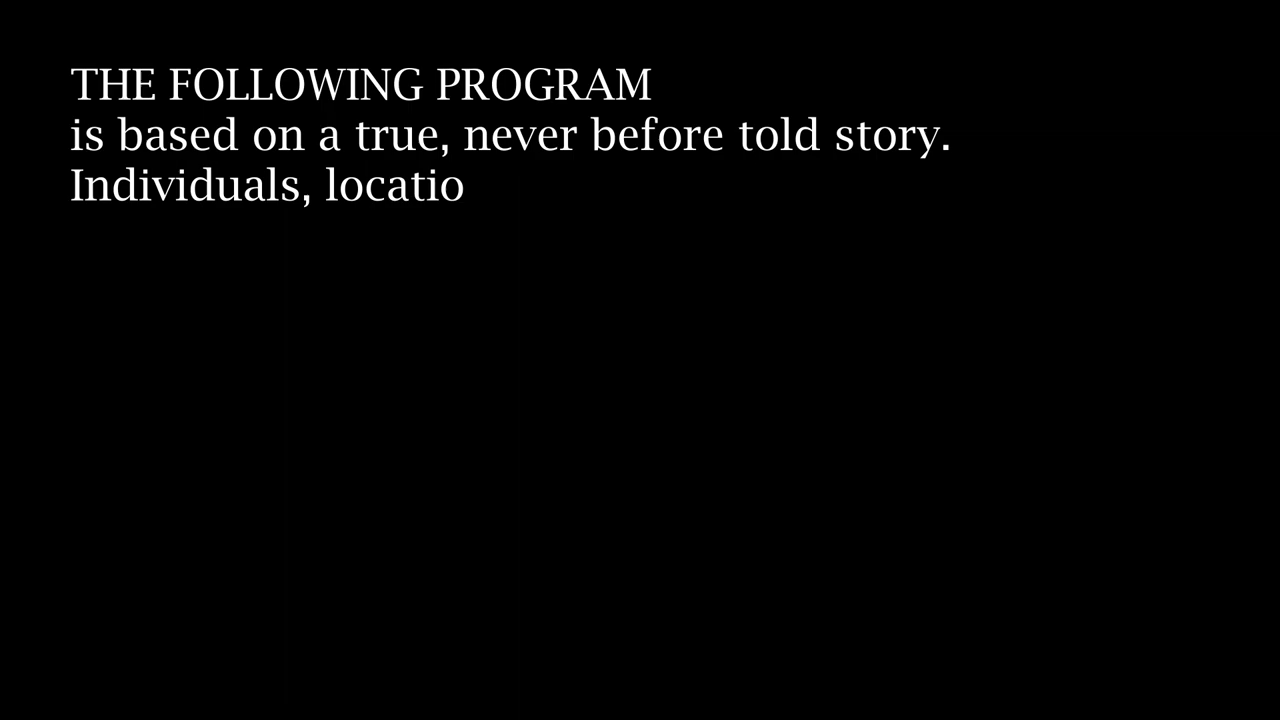 THE FOLLOWING PROGRAM
is based on a true, never before told story.
Individuals, locatio